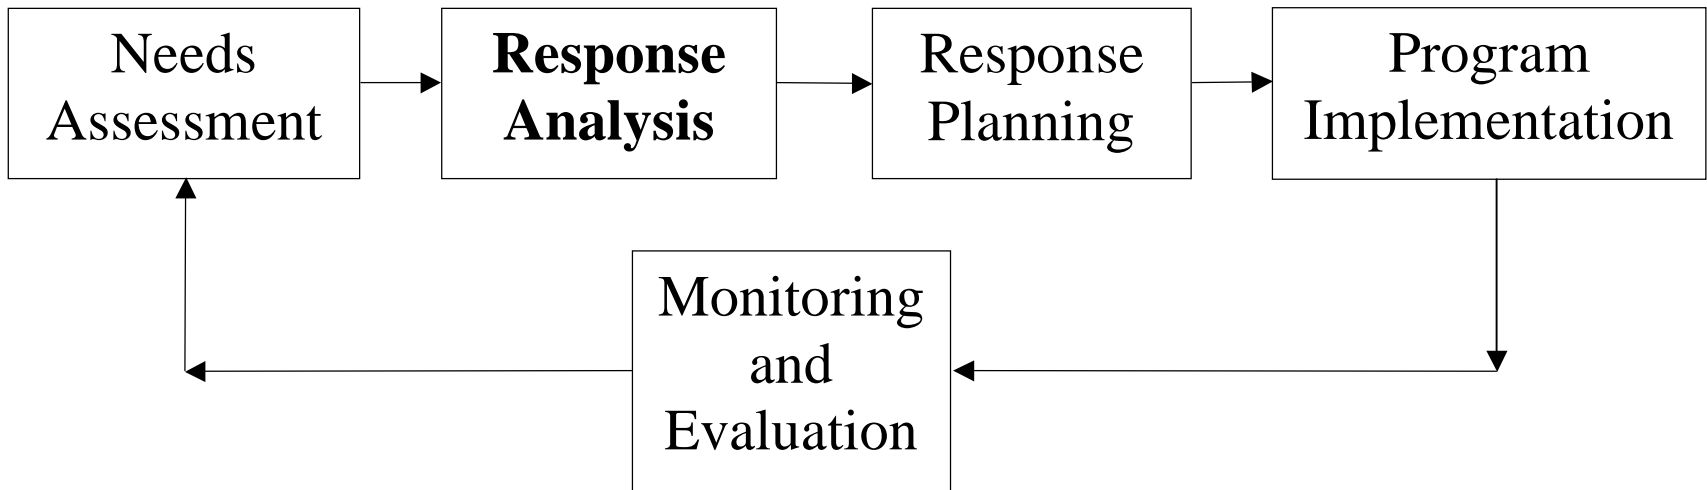 Needs
Assessment
Response
Analysis
Response
Planning
Program
Implementation
Monitoring
and
Evaluation